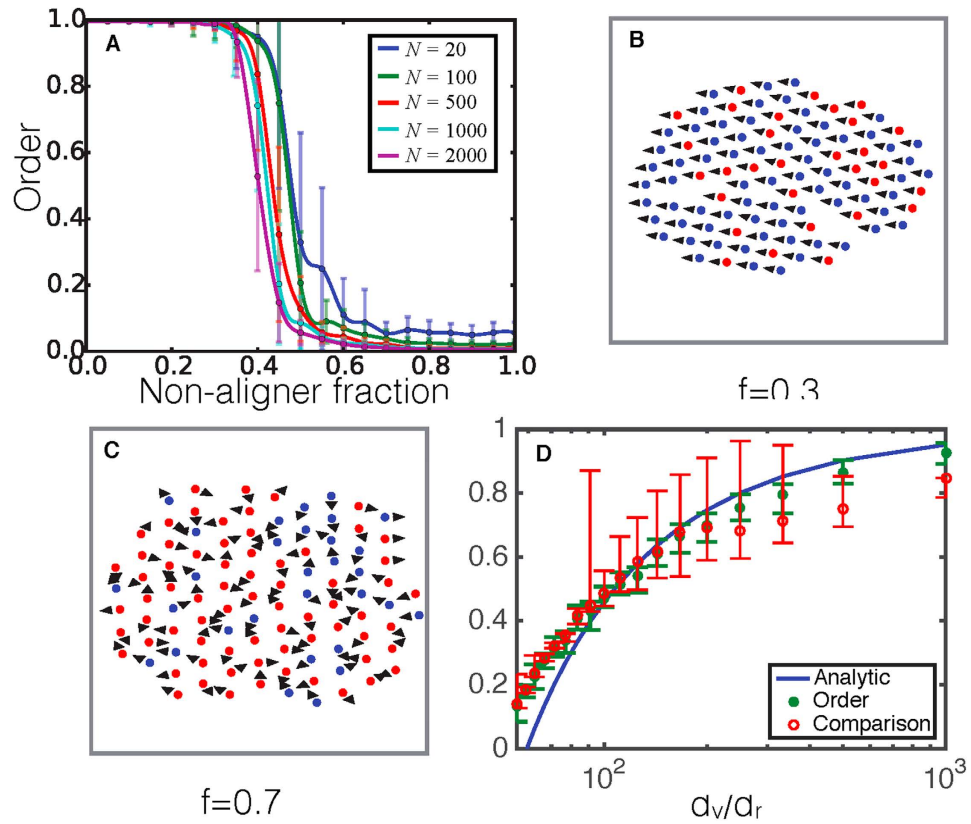 A
1.0
0.8
0.6
0.4
0.2
0.0
Order
N = 20
N = 100
N = 500
N = 1000
N = 2000
0.0 0.2 0.4 0.6 0.8 1.0
Non-aligner fraction
B
f=0.3
C
f=0.7
D
1
0.8
0.6
0.4
0.2
0
Analytic
Order
Comparison
10² 10³
dᵥ/dᵣ